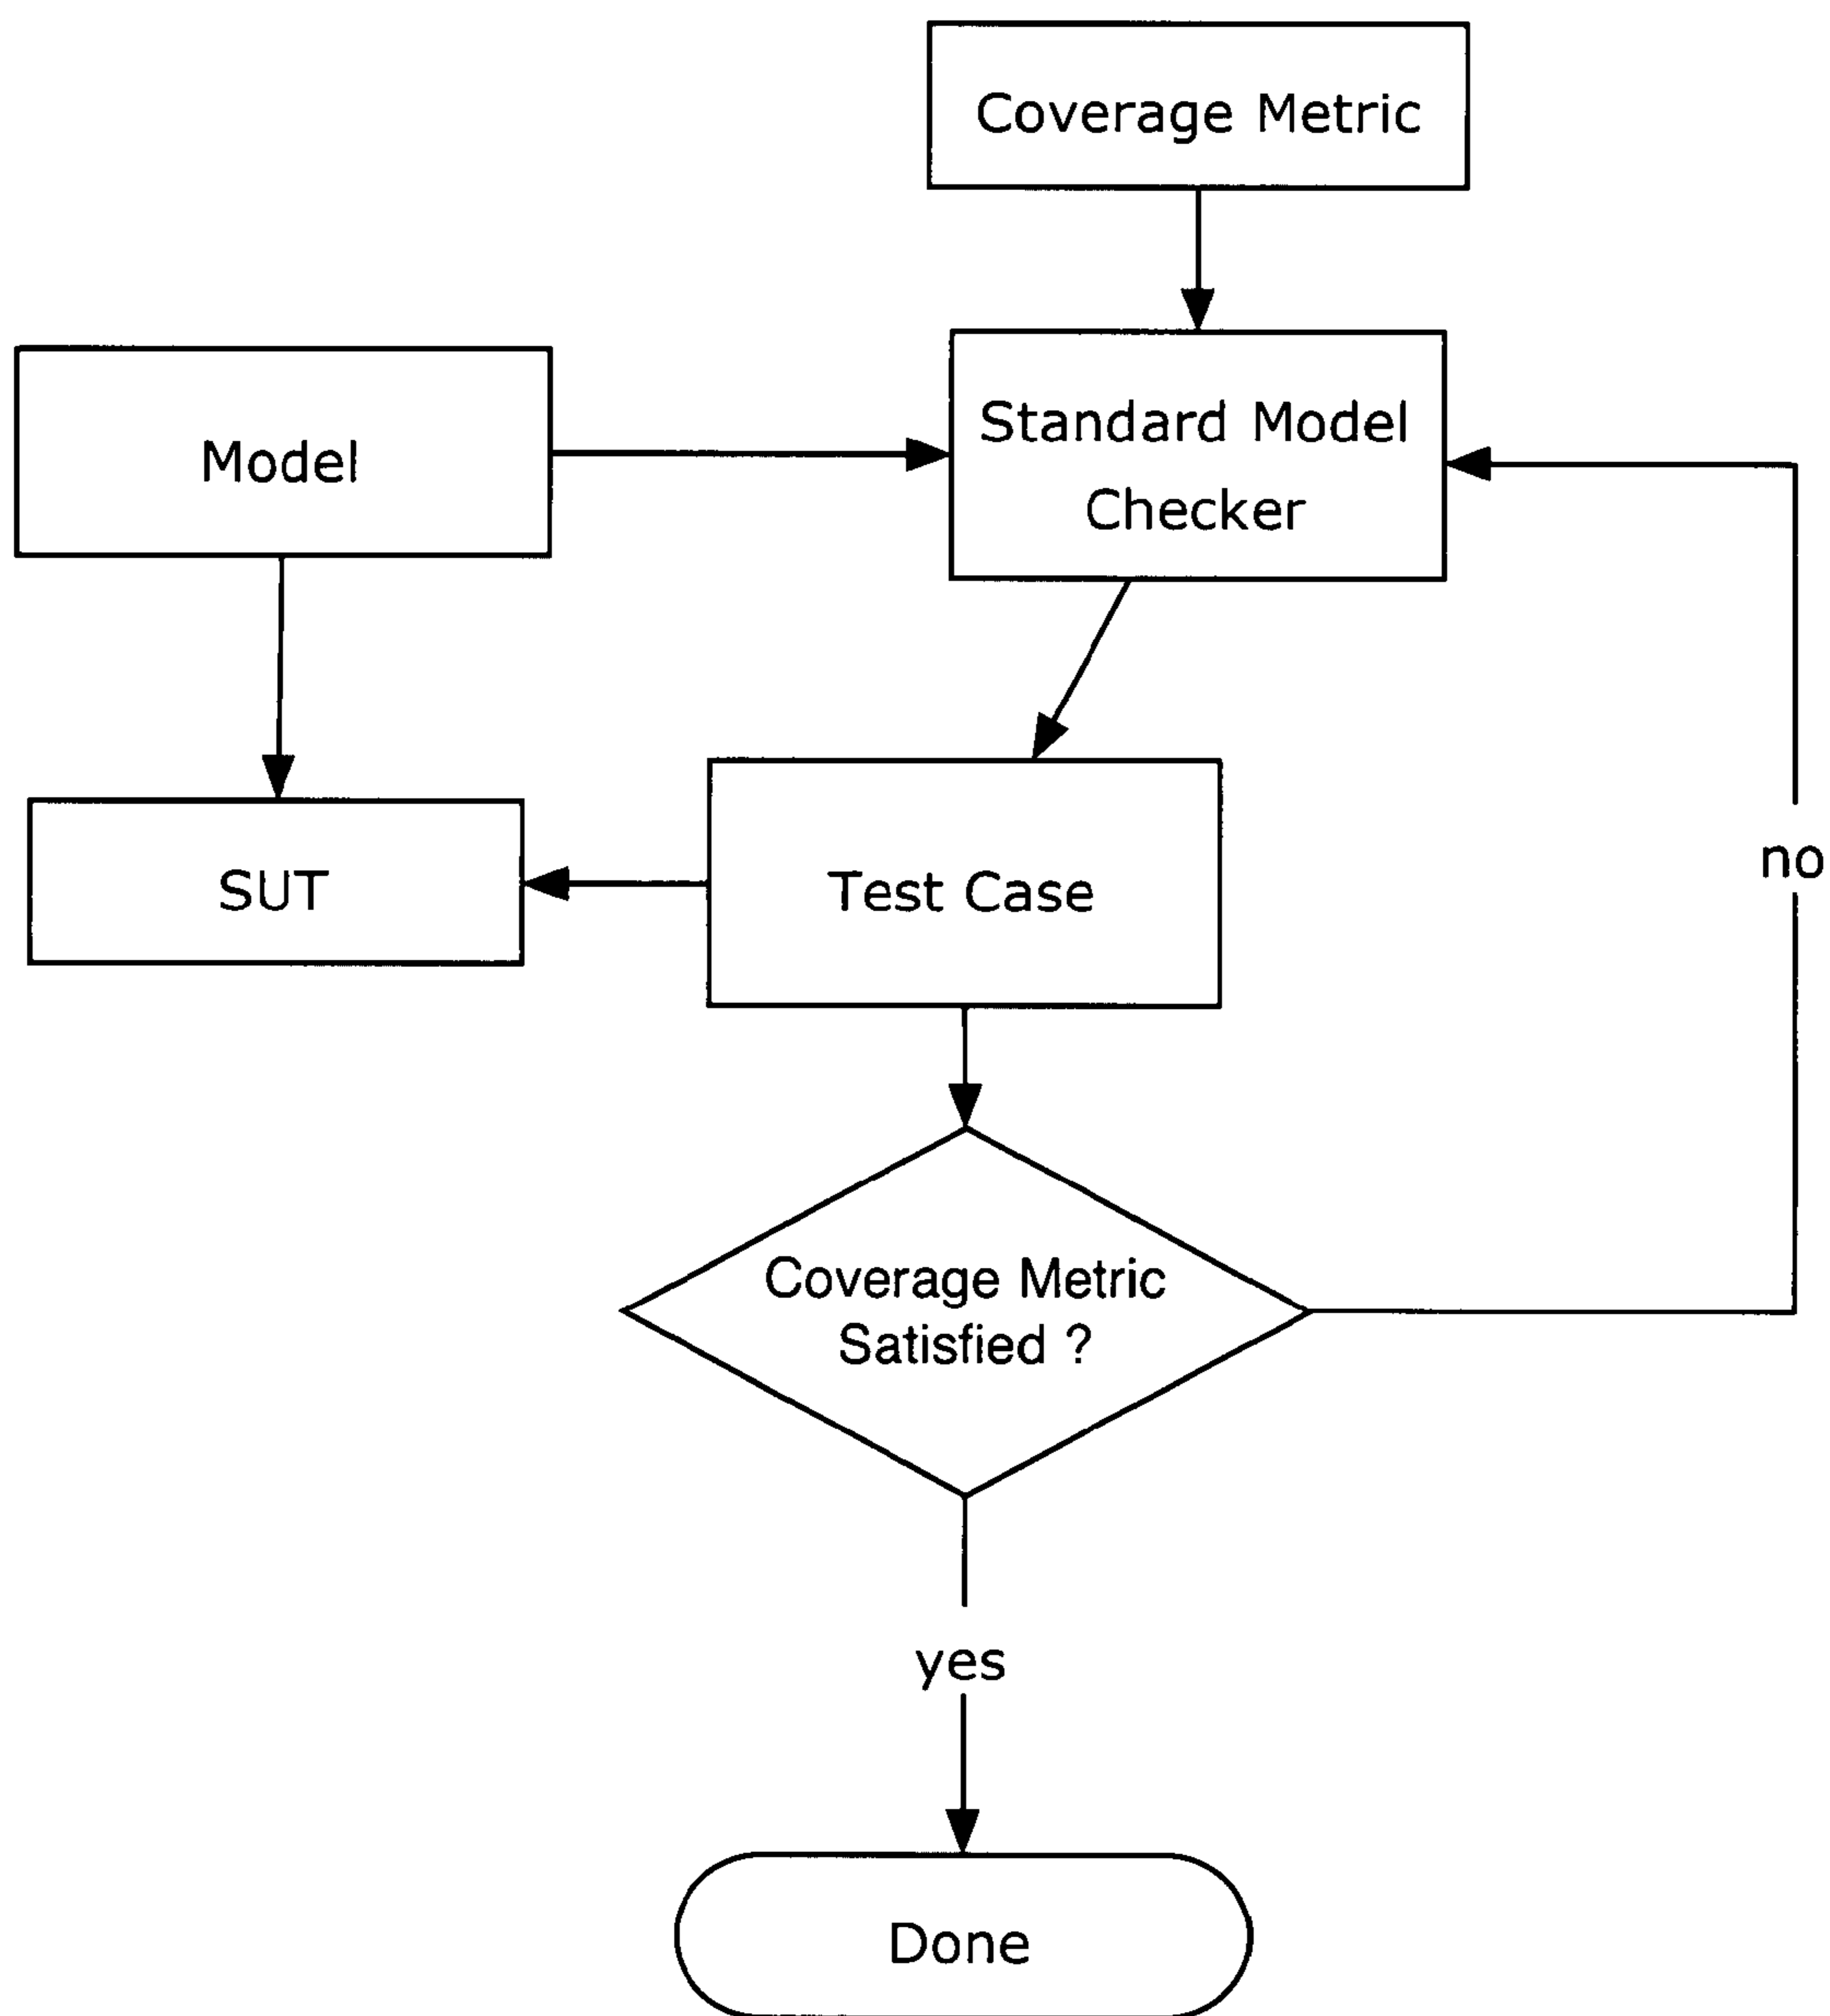 Coverage Metric
Standard Model
Checker
Model
SUT
Test Case
no
Coverage Metric
Satisfied ?
yes
Done